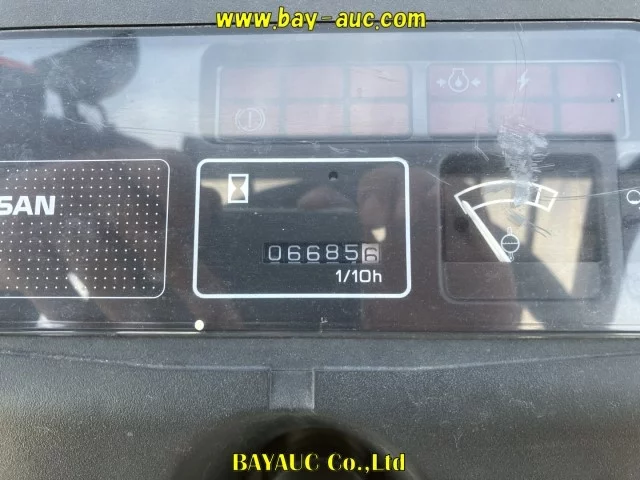 www.bay-auc.com
SAN
066856
1/10h
BAYAUC Co.,Ltd